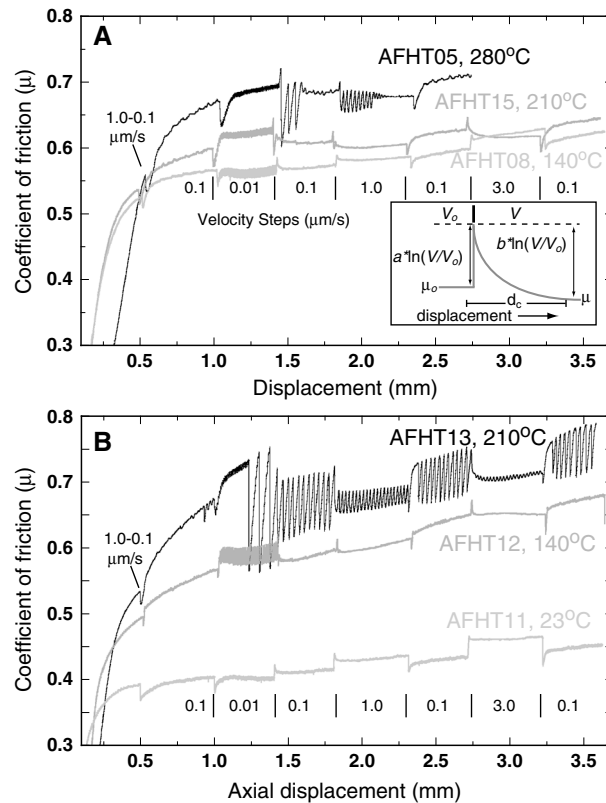 A
AFHT05, 280°C
AFHT15, 210°C
AFHT08, 140°C
1.0-0.1
μm/s
0.1 | 0.01 | 0.1 | 1.0 | 0.1 | 3.0 | 0.1
Velocity Steps (μm/s)
Vo V
a*ln(V/Vo)
b*ln(V/Vo)
μo
μ
dc
displacement
Coefficient of friction (μ)
0.8
0.7
0.6
0.5
0.4
0.3
0.5 1.0 1.5 2.0 2.5 3.0 3.5
Displacement (mm)
B
AFHT13, 210°C
AFHT12, 140°C
AFHT11, 23°C
1.0-0.1
μm/s
0.1 | 0.01 | 0.1 | 1.0 | 0.1 | 3.0 | 0.1
Coefficient of friction (μ)
0.8
0.7
0.6
0.5
0.4
0.3
0.5 1.0 1.5 2.0 2.5 3.0 3.5
Axial displacement (mm)